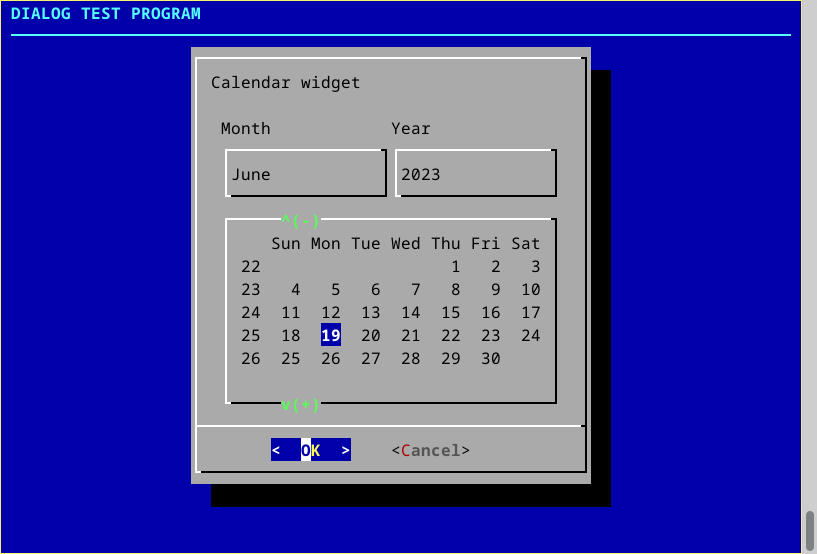 DIALOG TEST PROGRAM
Calendar widget
Month Year
June 2023
^(-)
Sun Mon Tue Wed Thu Fri Sat
22 1 2 3
23 4 5 6 7 8 9 10
24 11 12 13 14 15 16 17
25 18 19 20 21 22 23 24
26 25 26 27 28 29 30
v(+)
< OK > <Cancel>